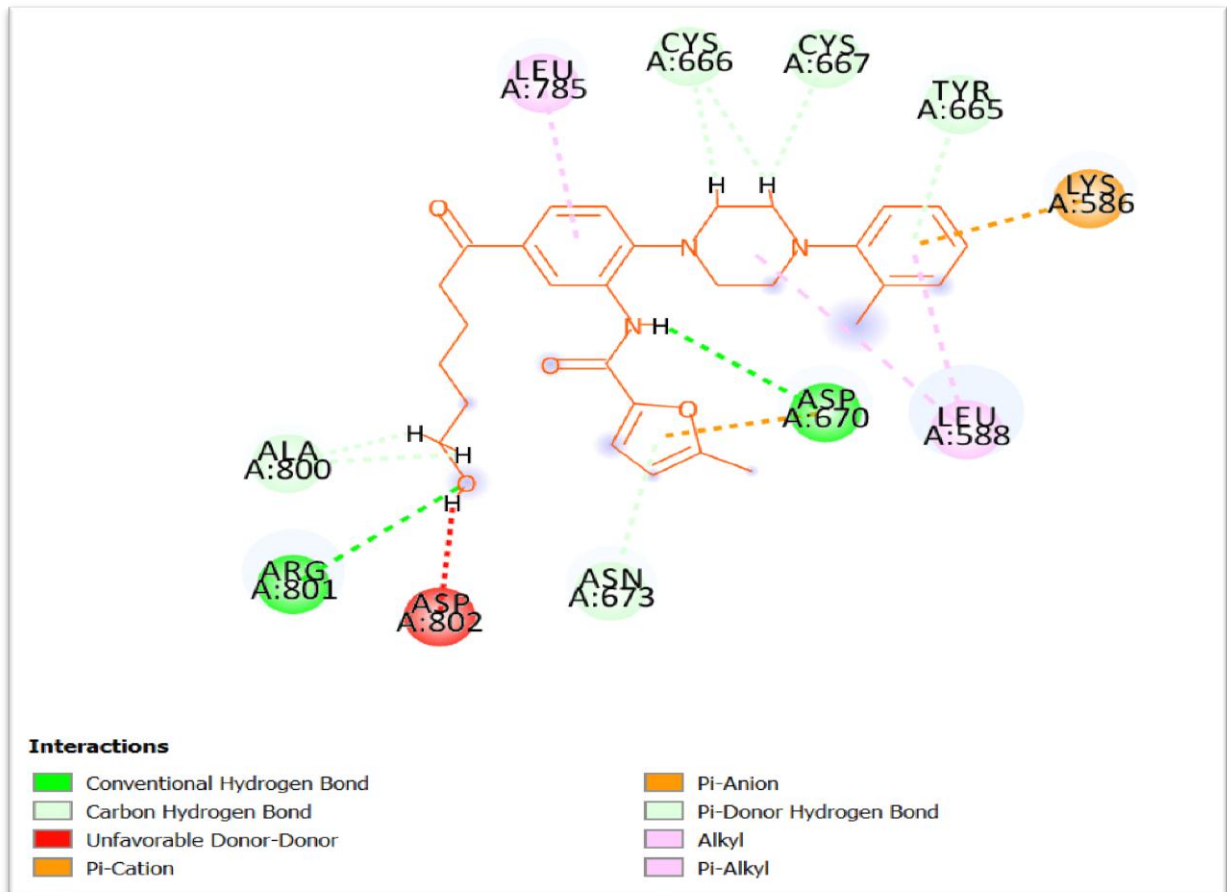 CYS
A:666
CYS
A:667
LEU
A:785
TYR
A:665
LYS
A:586
H
H
O
N
N
N
H
O
O
ASP
A:670
LEU
A:588
H
H
ALA
A:800
O
H
ARG
A:801
ASP
A:802
ASN
A:673
Interactions
Conventional Hydrogen Bond
Carbon Hydrogen Bond
Unfavorable Donor-Donor
Pi-Cation
Pi-Anion
Pi-Donor Hydrogen Bond
Alkyl
Pi-Alkyl